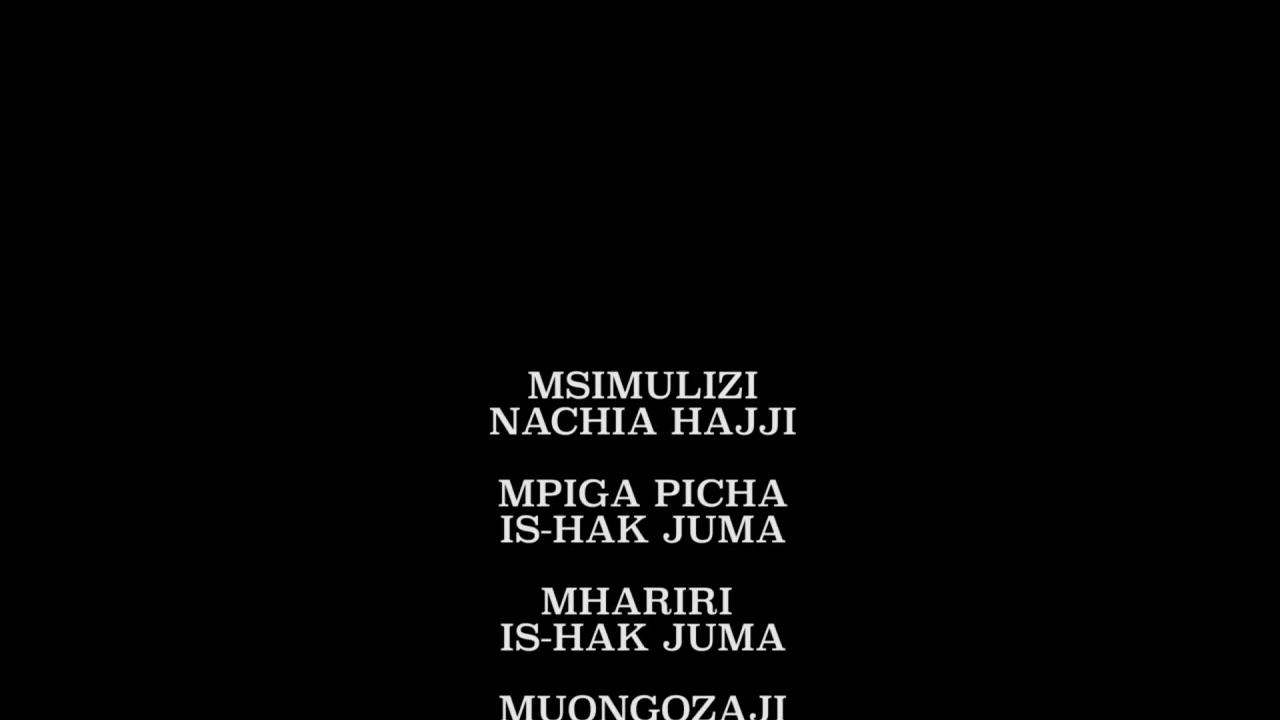 MSIMULIZI
NACHIA HAJJI
MPIGA PICHA
IS-HAK JUMA
MHARIRI
IS-HAK JUMA
MUONGOZAJI